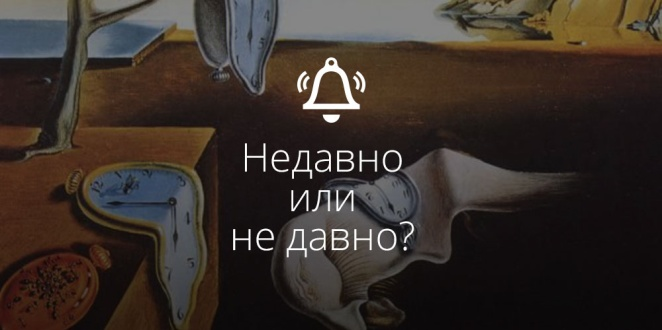 Недавно
или
не давно?